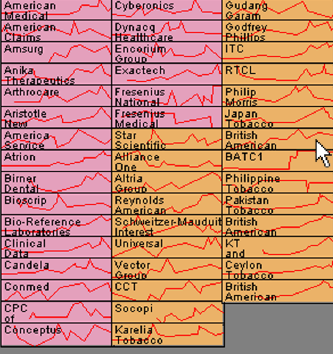 American
Medical
American
Claims
Amsurg
Anika
Therapeutics
Arthrocare
Aristotle
New
America
Service
Atrion
Birner
Dental
Bioscrip
Bio-Reference
Laboratories
Clinical
Data
Candela
Conmed
CPC
of
Conceptus
Cyberonics
Dynacq
Healthcare
Encorium
Group
Exactech
Fresenius
National
Fresenius
Medical
Star
Scientific
Alliance
One
Altria
Group
Reynolds
American
Schweitzer-Mauduit
Interest
Universal
Vector
Group
CCT
Socopi
Karelia
Tobacco
Gudang
Garam
Godfrey
Phillips
ITC
RTCL
Philip
Morris
Japan
Tobacco
British
American
BATC1
Philippine
Tobacco
Pakistan
Tobacco
British
American
KT
and
Ceylon
Tobacco
British
American